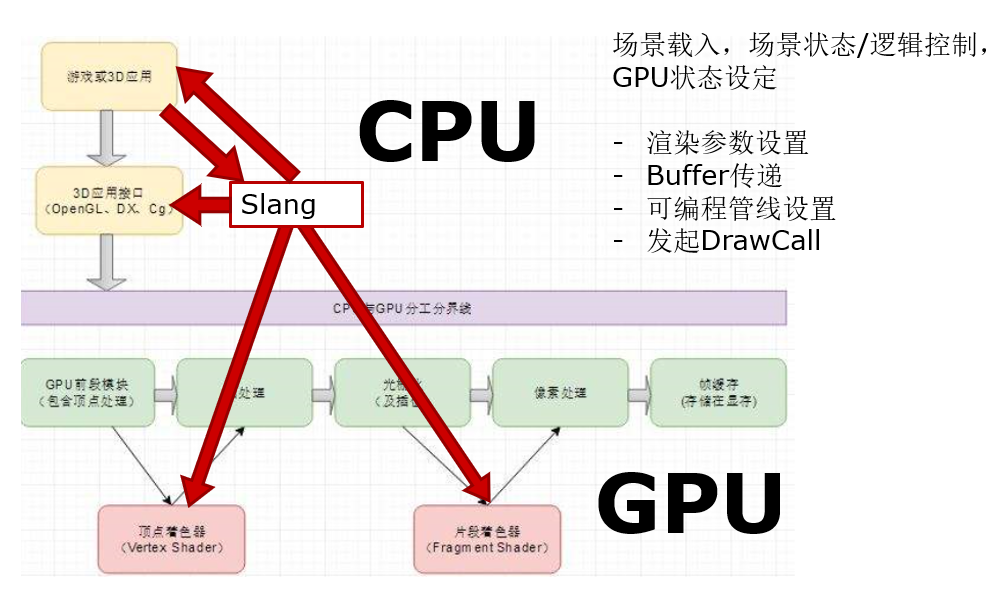 场景载入，场景状态/逻辑控制，
GPU状态设定
- 渲染参数设置
- Buffer传递
- 可编程管线设置
- 发起DrawCall
CPU
游戏或3D应用
3D应用接口
（OpenGL、DX、Cg）
Slang
CP 与GPU分工分界线
GPU前段模块
（包含顶点处理）
处理
光
（及插
像素处理
帧缓存
(存储在显存)
GPU
顶点着色器
（Vertex Shader）
片段着色器
（Fragment Shader）